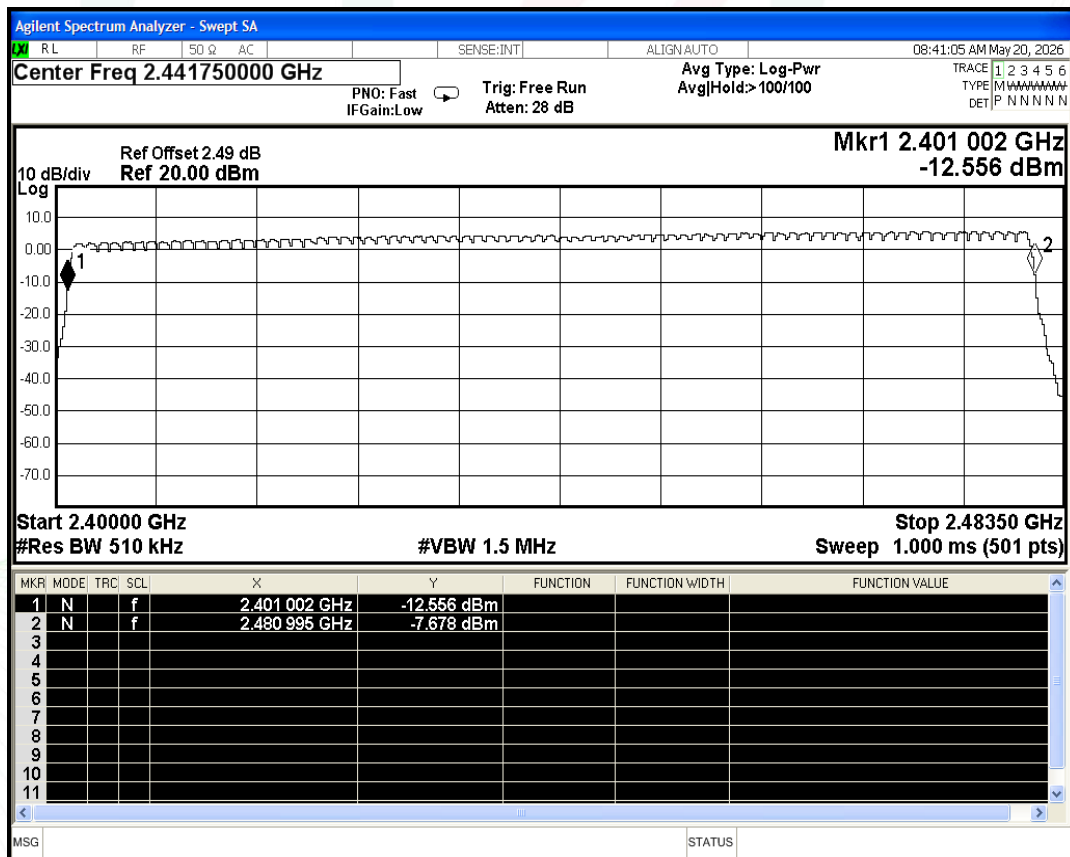 Agilent Spectrum Analyzer - Swept SA
LXI RL RF 50 Ω AC SENSE:INT ALIGN AUTO 08:41:05 AM May 20, 2026
Center Freq 2.441750000 GHz
PNO: Fast
IFGain:Low
Trig: Free Run
Atten: 28 dB
Avg Type: Log-Pwr
Avg|Hold:>100/100
TRACE 1 2 3 4 5 6
TYPE M WWWWW
DET P N N N N N
Mkr1 2.401 002 GHz
-12.556 dBm
Ref Offset 2.49 dB
10 dB/div Ref 20.00 dBm
Log
10.0
0.00
-10.0
-20.0
-30.0
-40.0
-50.0
-60.0
-70.0
1
2
Start 2.40000 GHz Stop 2.48350 GHz
#Res BW 510 kHz #VBW 1.5 MHz Sweep 1.000 ms (501 pts)
MKR MODE TRC SCL X Y FUNCTION FUNCTION WIDTH FUNCTION VALUE
1 N f 2.401 002 GHz -12.556 dBm
2 N f 2.480 995 GHz -7.678 dBm
3
4
5
6
7
8
9
10
11
MSG STATUS